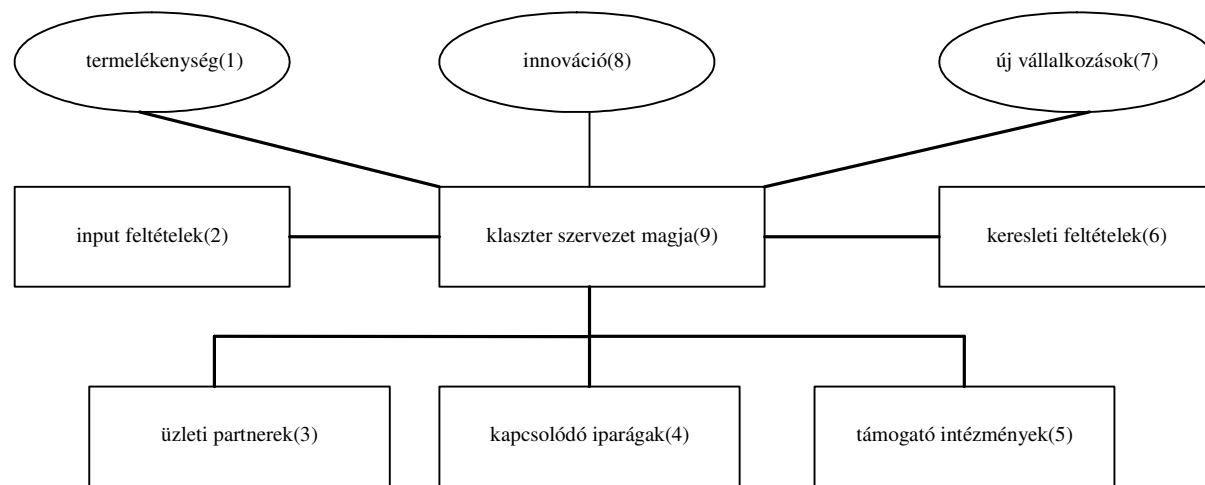 termelékenység(1)
innováció(8)
új vállalkozások(7)
input feltételek(2)
klaszter szervezet magja(9)
keresleti feltételek(6)
üzleti partnerek(3)
kapcsolódó iparágak(4)
támogató intézmények(5)